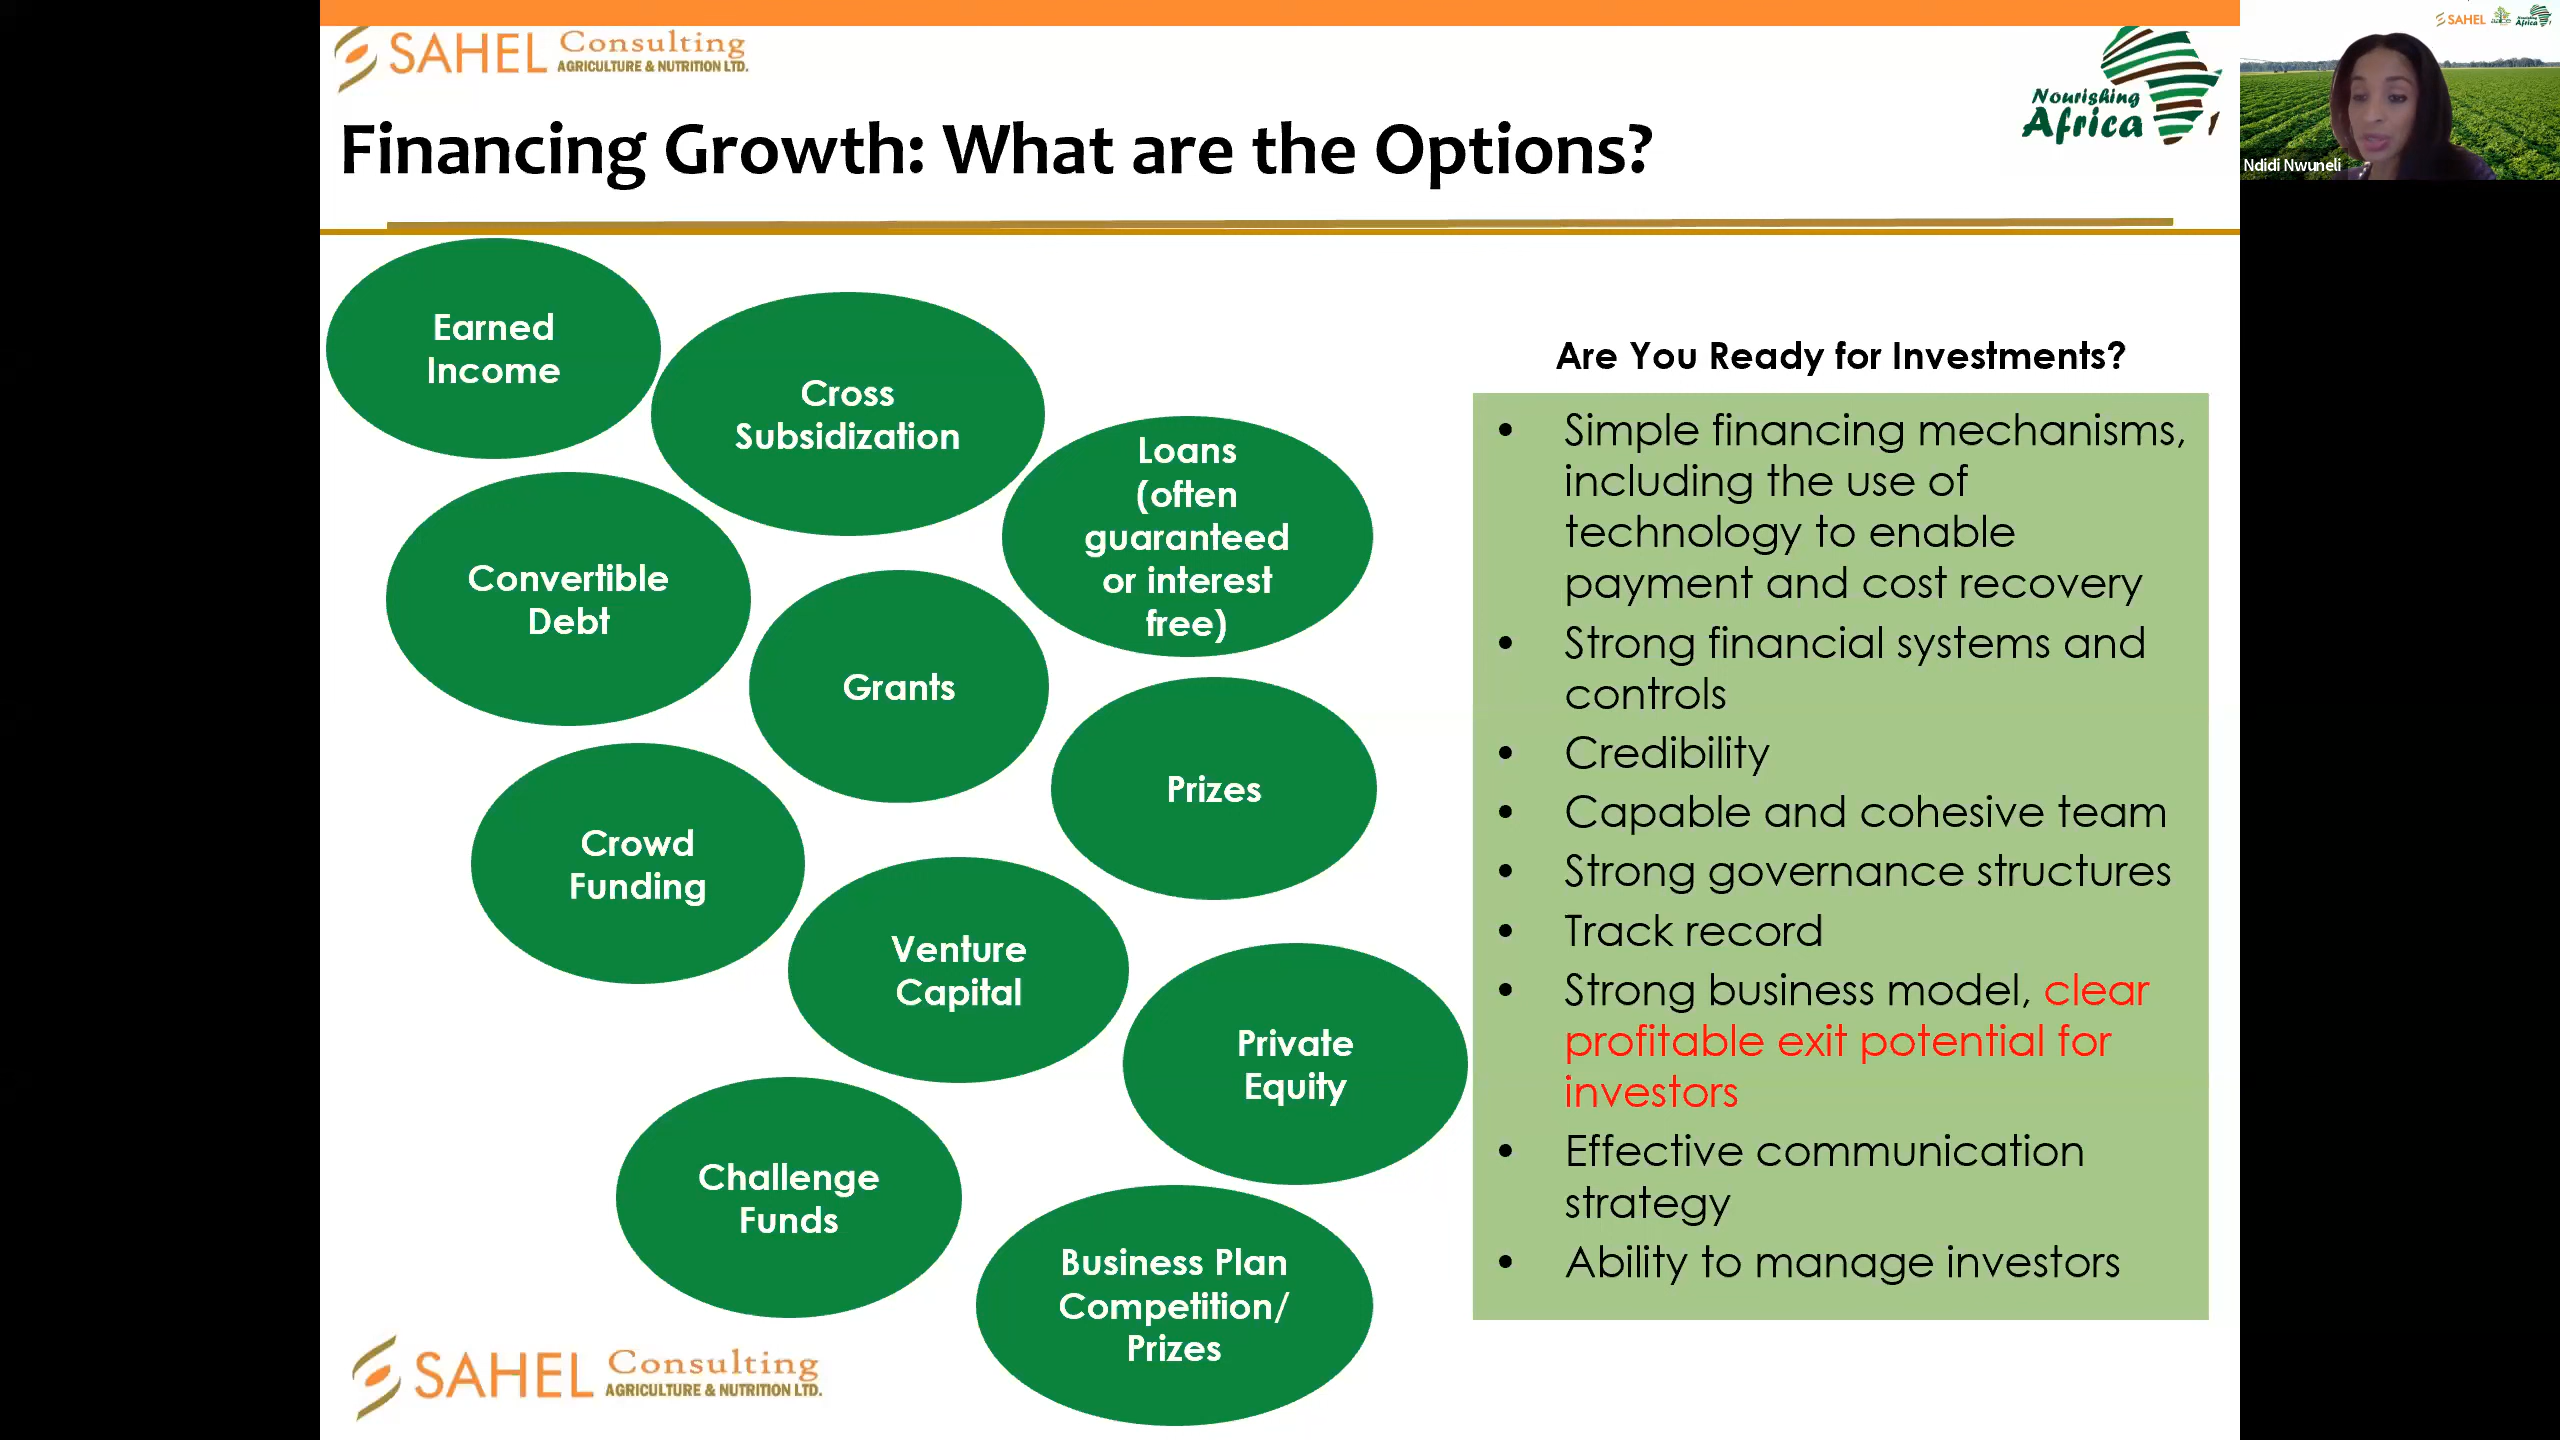 SAHEL Consulting
AGRICULTURE & NUTRITION LTD.
Nourishing
Africa
SAHEL
Nourishing
Africa
Ndidi Nwuneli
Financing Growth: What are the Options?
Earned
Income
Cross
Subsidization
Loans
(often
guaranteed
or interest
free)
Convertible
Debt
Grants
Prizes
Crowd
Funding
Venture
Capital
Private
Equity
Challenge
Funds
Business Plan
Competition/
Prizes
Are You Ready for Investments?
• Simple financing mechanisms,
including the use of
technology to enable
payment and cost recovery
• Strong financial systems and
controls
• Credibility
• Capable and cohesive team
• Strong governance structures
• Track record
• Strong business model, clear
profitable exit potential for
investors
• Effective communication
strategy
• Ability to manage investors
SAHEL Consulting
AGRICULTURE & NUTRITION LTD.